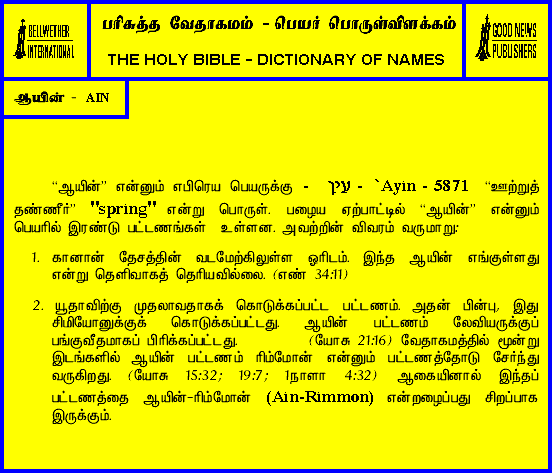 BELLWETHER
INTERNATIONAL
பரிசுத்த வேதாகமம் - பெயர் பொருள்விளக்கம்
THE HOLY BIBLE - DICTIONARY OF NAMES
GOOD NEWS
PUBLISHERS
ஆயின் - AIN
“ஆயின்” என்னும் எபிரெய பெயருக்கு - עין - `Ayin - 5871 “ஊற்றுத்
தண்ணீர்” "spring" என்று பொருள். பழைய ஏற்பாட்டில் “ஆயின்” என்னும்
பெயரில் இரண்டு பட்டணங்கள் உள்ளன. அவற்றின் விவரம் வருமாறு:
1. கானான் தேசத்தின் வடமேற்கிலுள்ள ஓரிடம். இந்த ஆயின் எங்குள்ளது
என்று தெளிவாகத் தெரியவில்லை. (எண் 34:11)
2. யூதாவிற்கு முதலாவதாகக் கொடுக்கப்பட்ட பட்டணம். அதன் பின்பு, இது
சிமியோனுக்குக் கொடுக்கப்பட்டது. ஆயின் பட்டணம் லேவியருக்குப்
பங்குவீதமாகப் பிரிக்கப்பட்டது. (யோசு 21:16) வேதாகமத்தில் மூன்று
இடங்களில் ஆயின் பட்டணம் ரிம்மோன் என்னும் பட்டணத்தோடு சேர்ந்து
வருகிறது. (யோசு 15:32; 19:7; 1நாளா 4:32) ஆகையினால் இந்தப்
பட்டணத்தை ஆயின்-ரிம்மோன் (Ain-Rimmon) என்றழைப்பது சிறப்பாக
இருக்கும்.